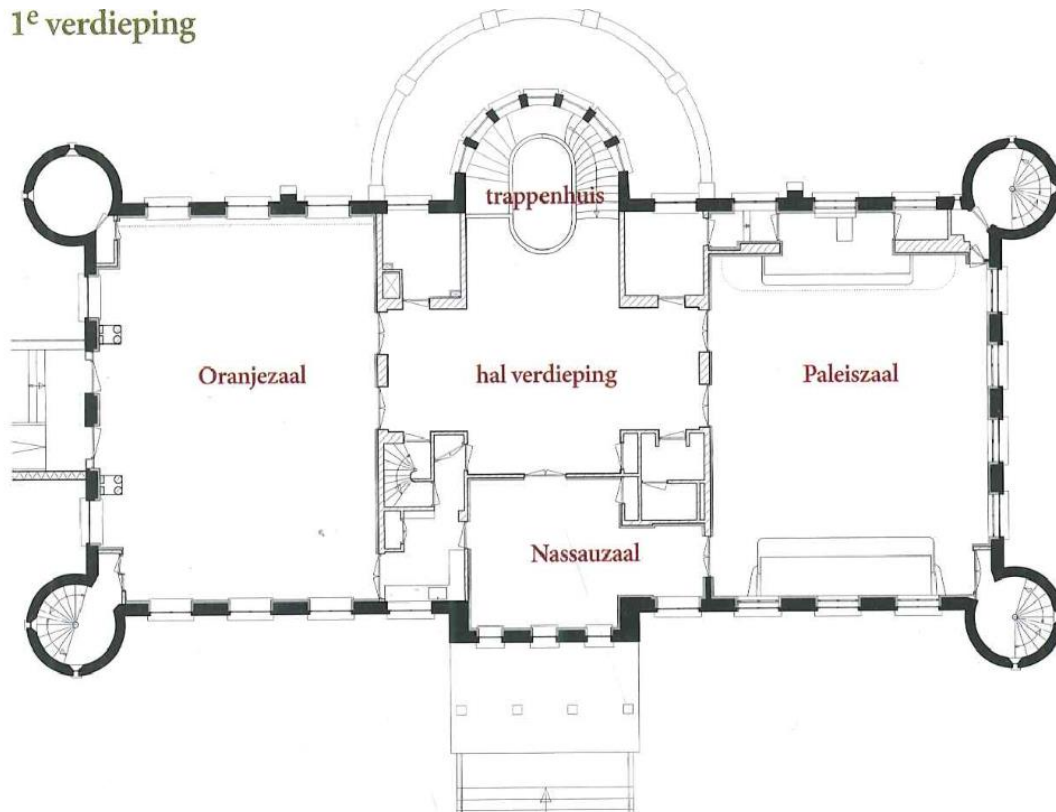 1e verdieping
trappenhuis
Oranjezaal
hal verdieping
Paleiszaal
Nassauzaal